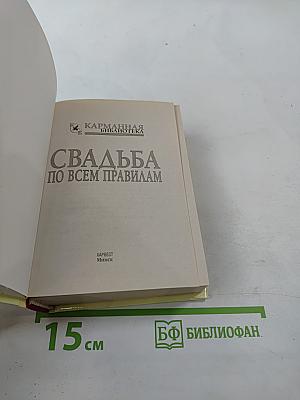 КАРМАННАЯ
БИБЛИОТЕКА
СВАДЬБА
ПО ВСЕМ ПРАВИЛАМ
ХАРВЕСТ
Минск
15 см
БФ БИБЛИОФАН